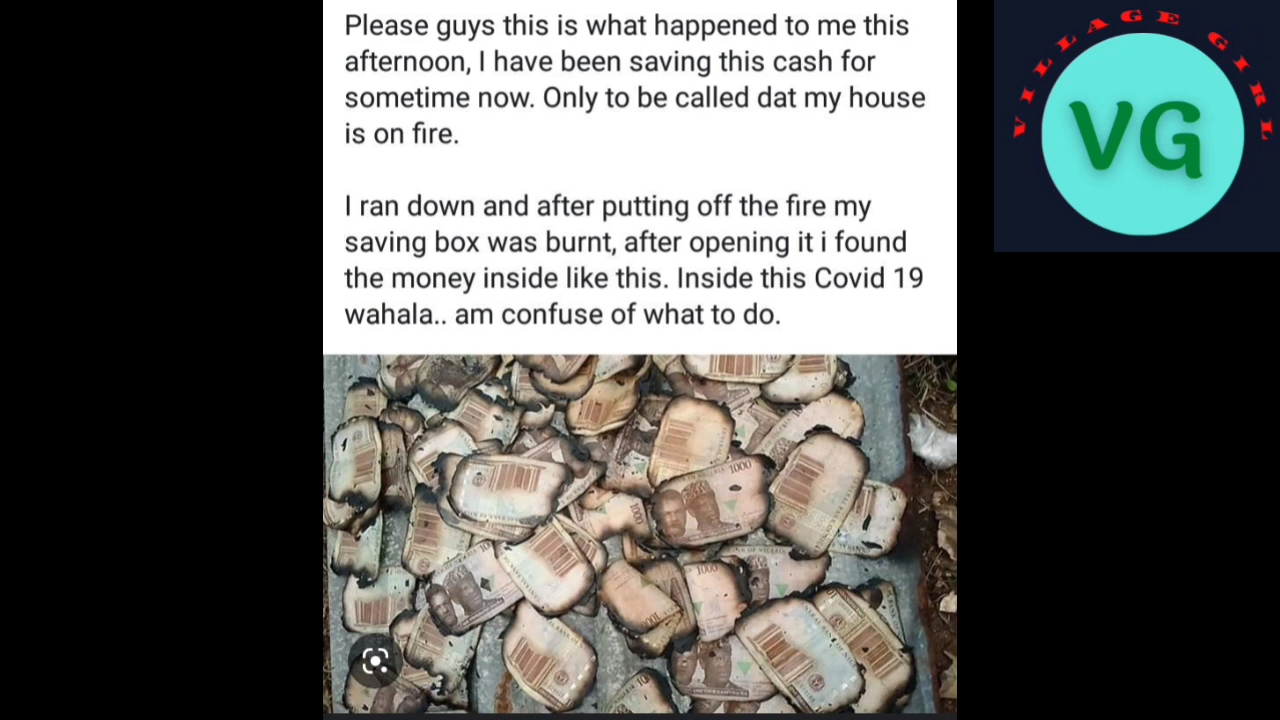 Please guys this is what happened to me this
afternoon, I have been saving this cash for
sometime now. Only to be called dat my house
is on fire.
I ran down and after putting off the fire my
saving box was burnt, after opening it i found
the money inside like this. Inside this Covid 19
wahala.. am confuse of what to do.
VILLAGE GIRL
VG
1000
1000
1000